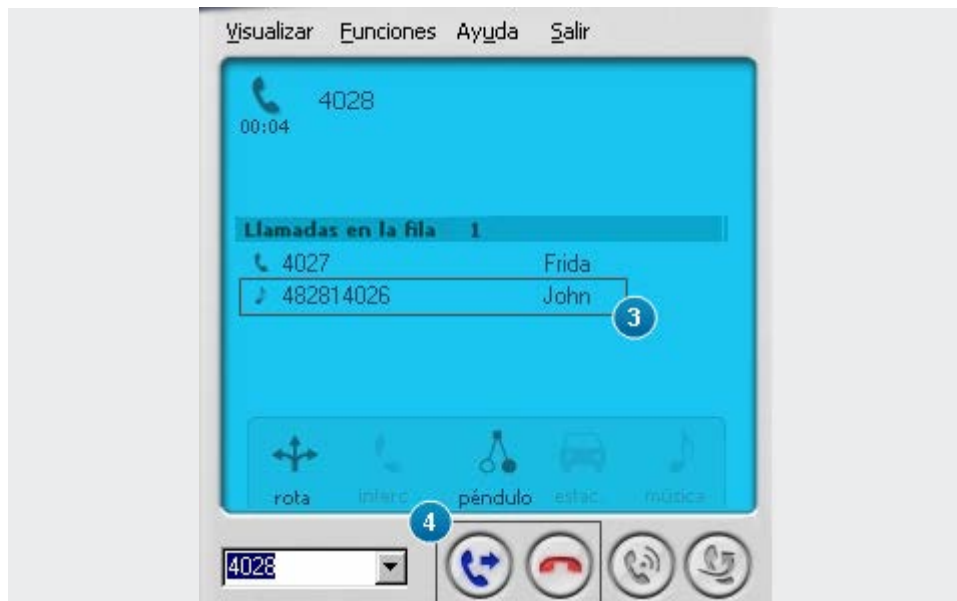 Visualizar Funciones Ayuda Salir
4028
00:04
Llamadas en la fila 1
4027 Frida
482814026 John
3
rota interc. péndulo estac. música
4
4028